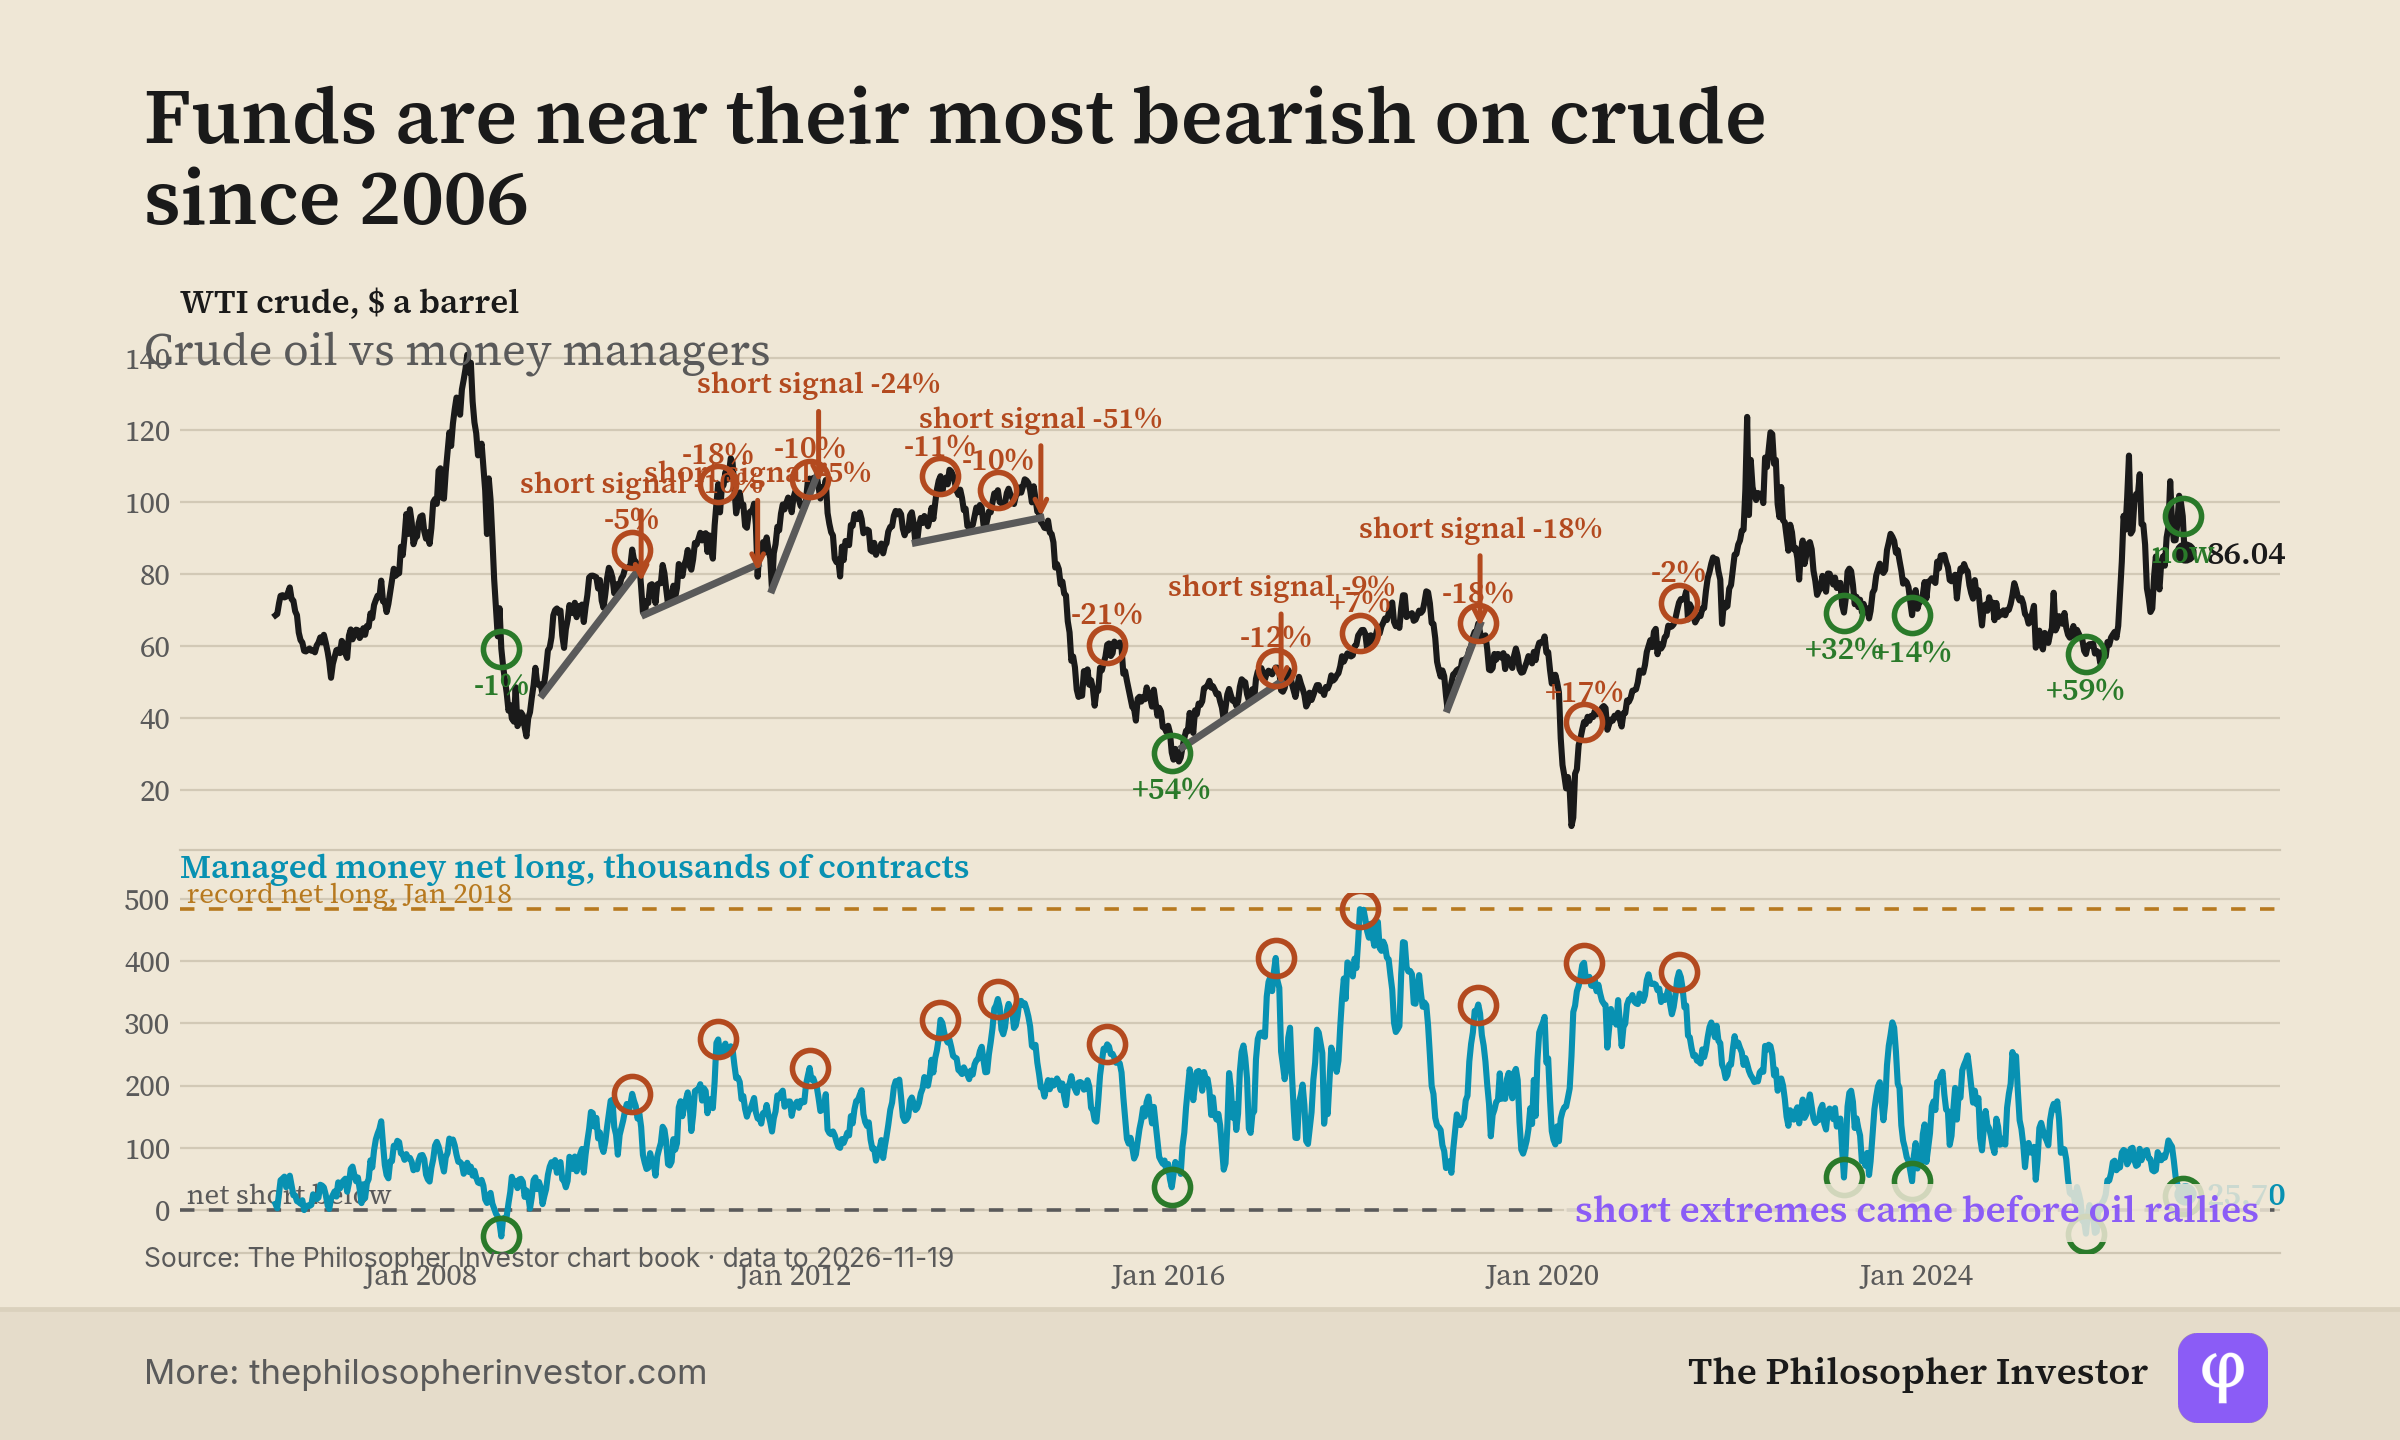 Funds are near their most bearish on crude
since 2006
WTI crude, $ a barrel
Crude oil vs money managers
140
120
100
80
60
40
20
short signal -24%
short signal -51%
-18%
-10%
-11%
-10%
short signal
short signal
-5%
short signal -18%
short signal -9%
+7%
-18%
-2%
-21%
-12%
+17%
-1%
+54%
+32%
+14%
+59%
now
86.04
Managed money net long, thousands of contracts
record net long, Jan 2018
500
400
300
200
100
0
net short below
25.70
short extremes came before oil rallies
Source: The Philosopher Investor chart book · data to 2026-11-19
Jan 2008
Jan 2012
Jan 2016
Jan 2020
Jan 2024
More: thephilosopherinvestor.com
The Philosopher Investor
φ